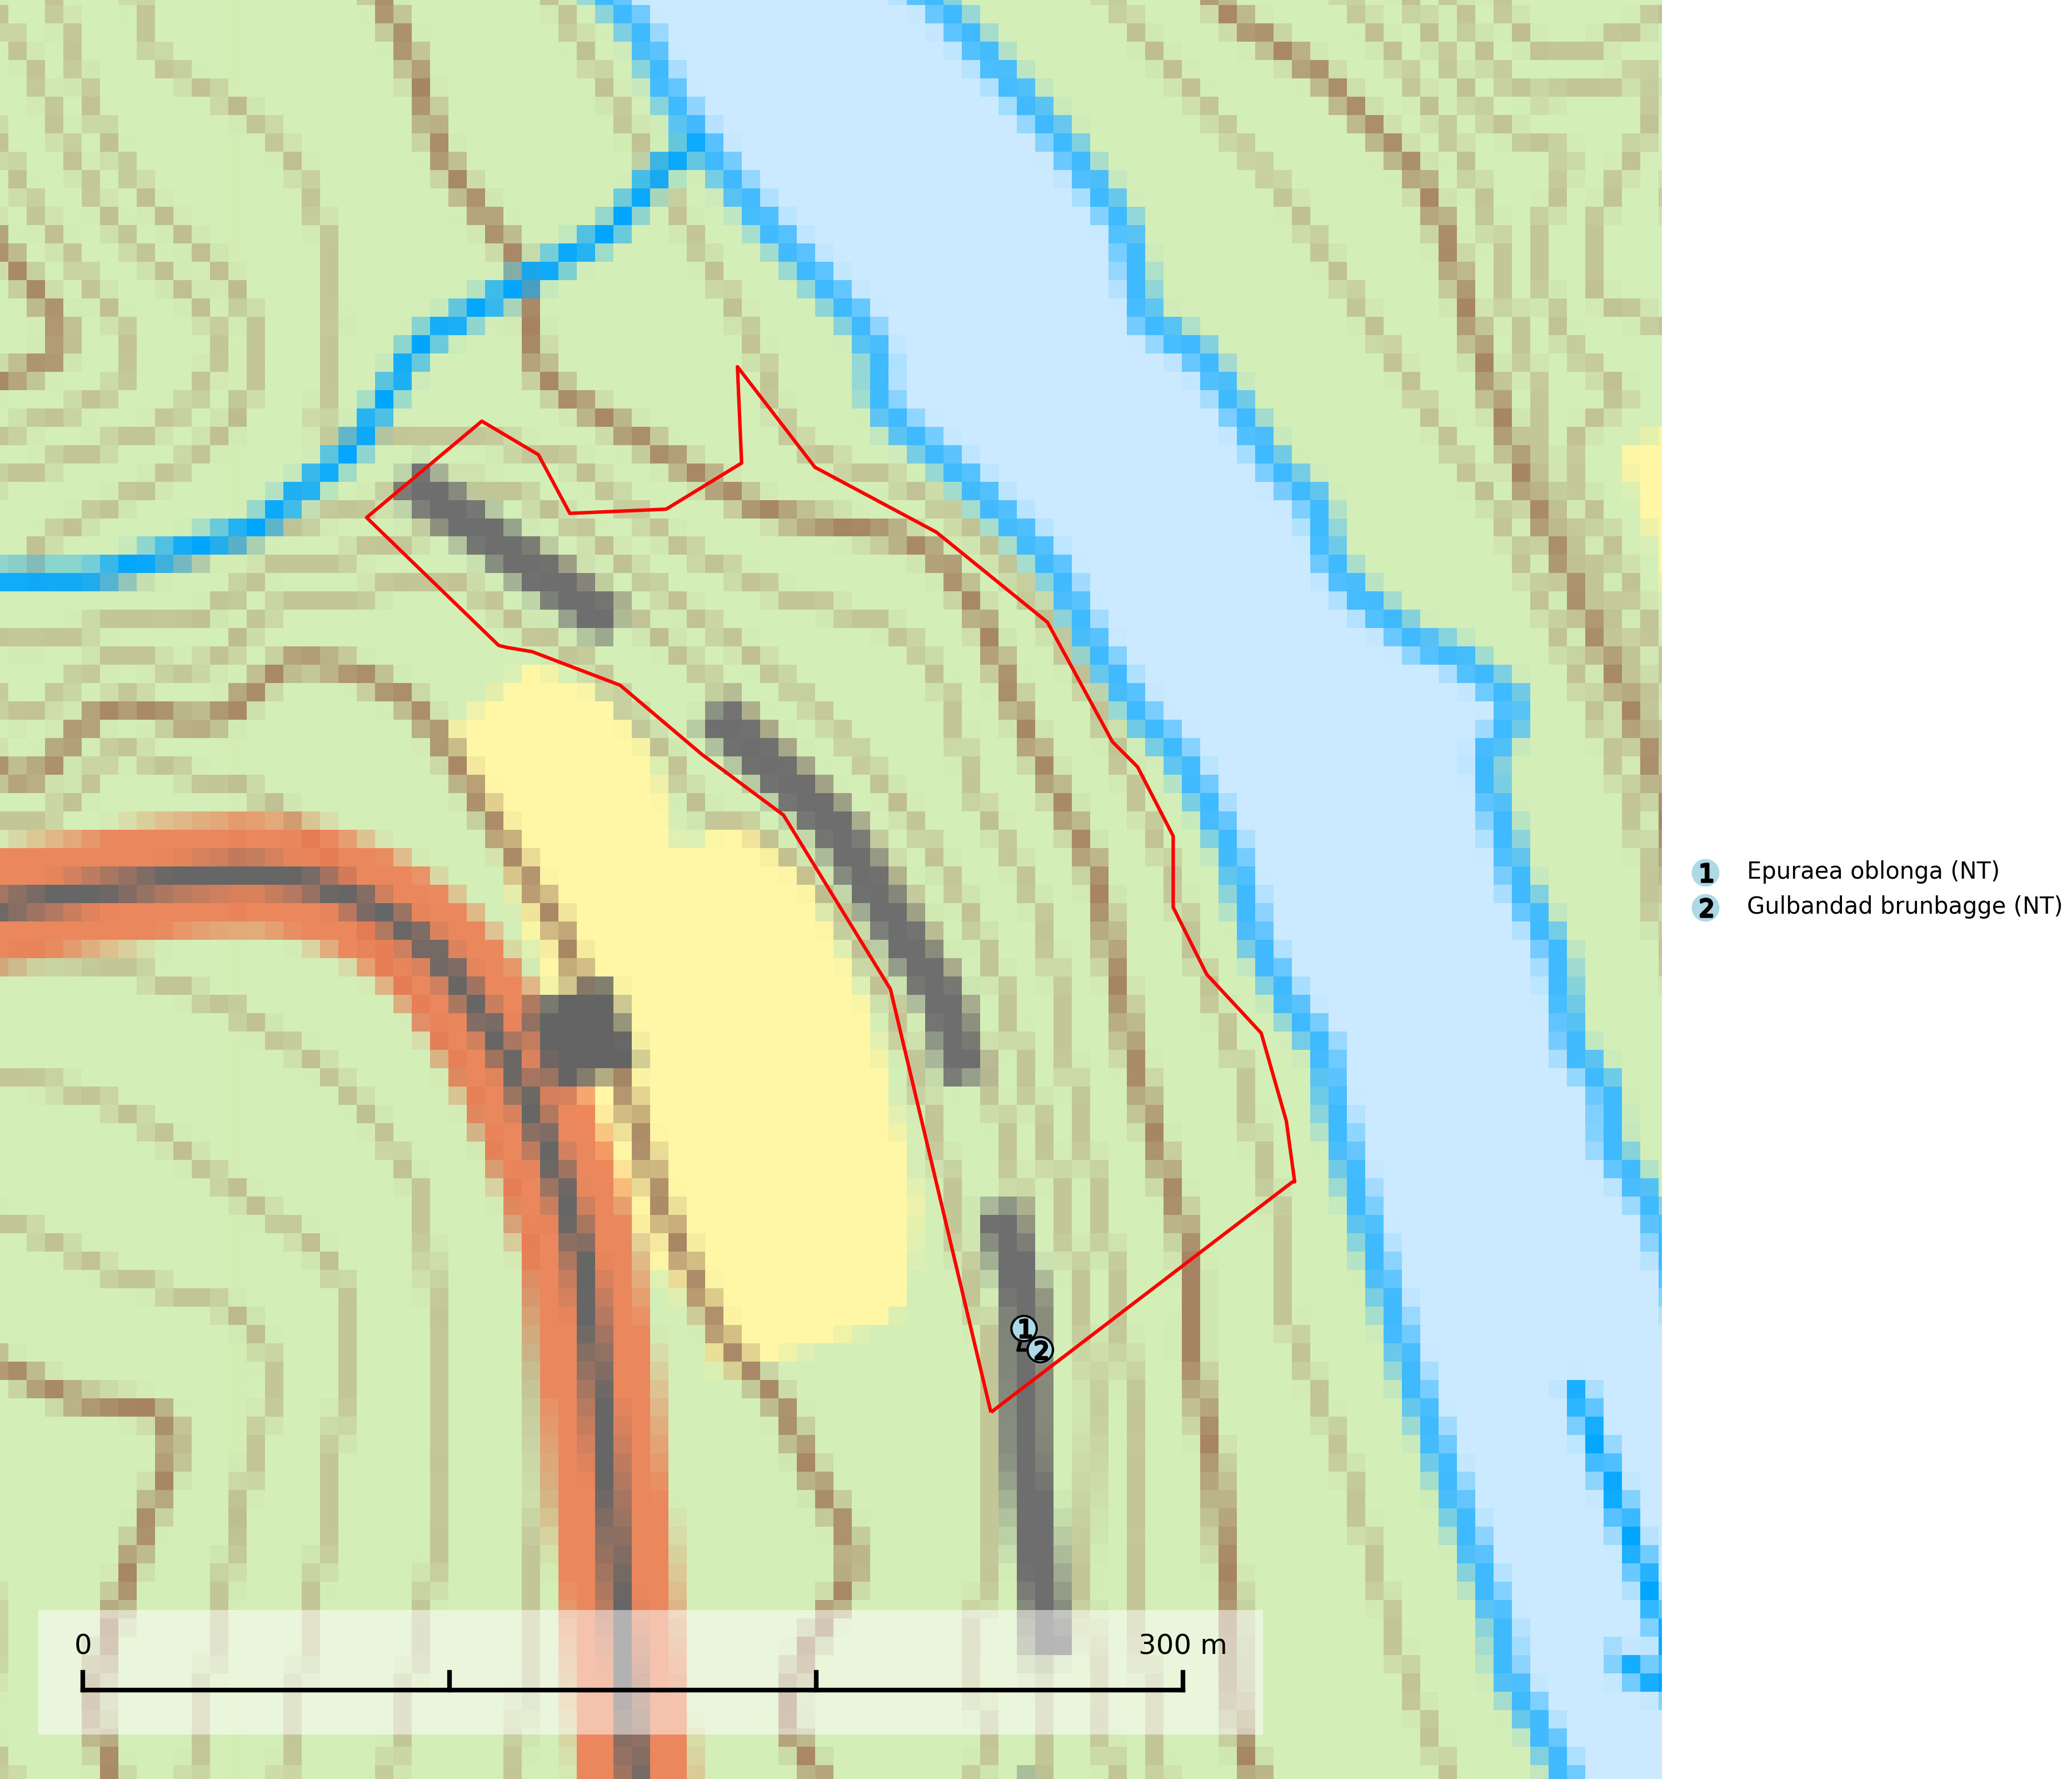 1 Epuraea oblonga (NT)
2 Gulbandad brunbagge (NT)
1
2
0 300 m